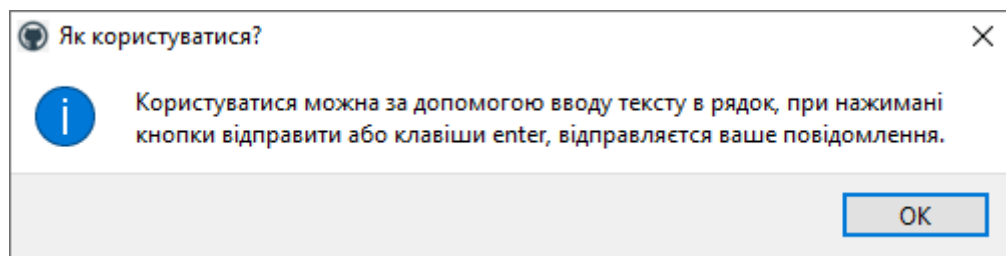 Як користуватися?
Користуватися можна за допомогою вводу тексту в рядок, при нажимані
кнопки відправити або клавіши enter, відправляєтся ваше повідомлення.
OK